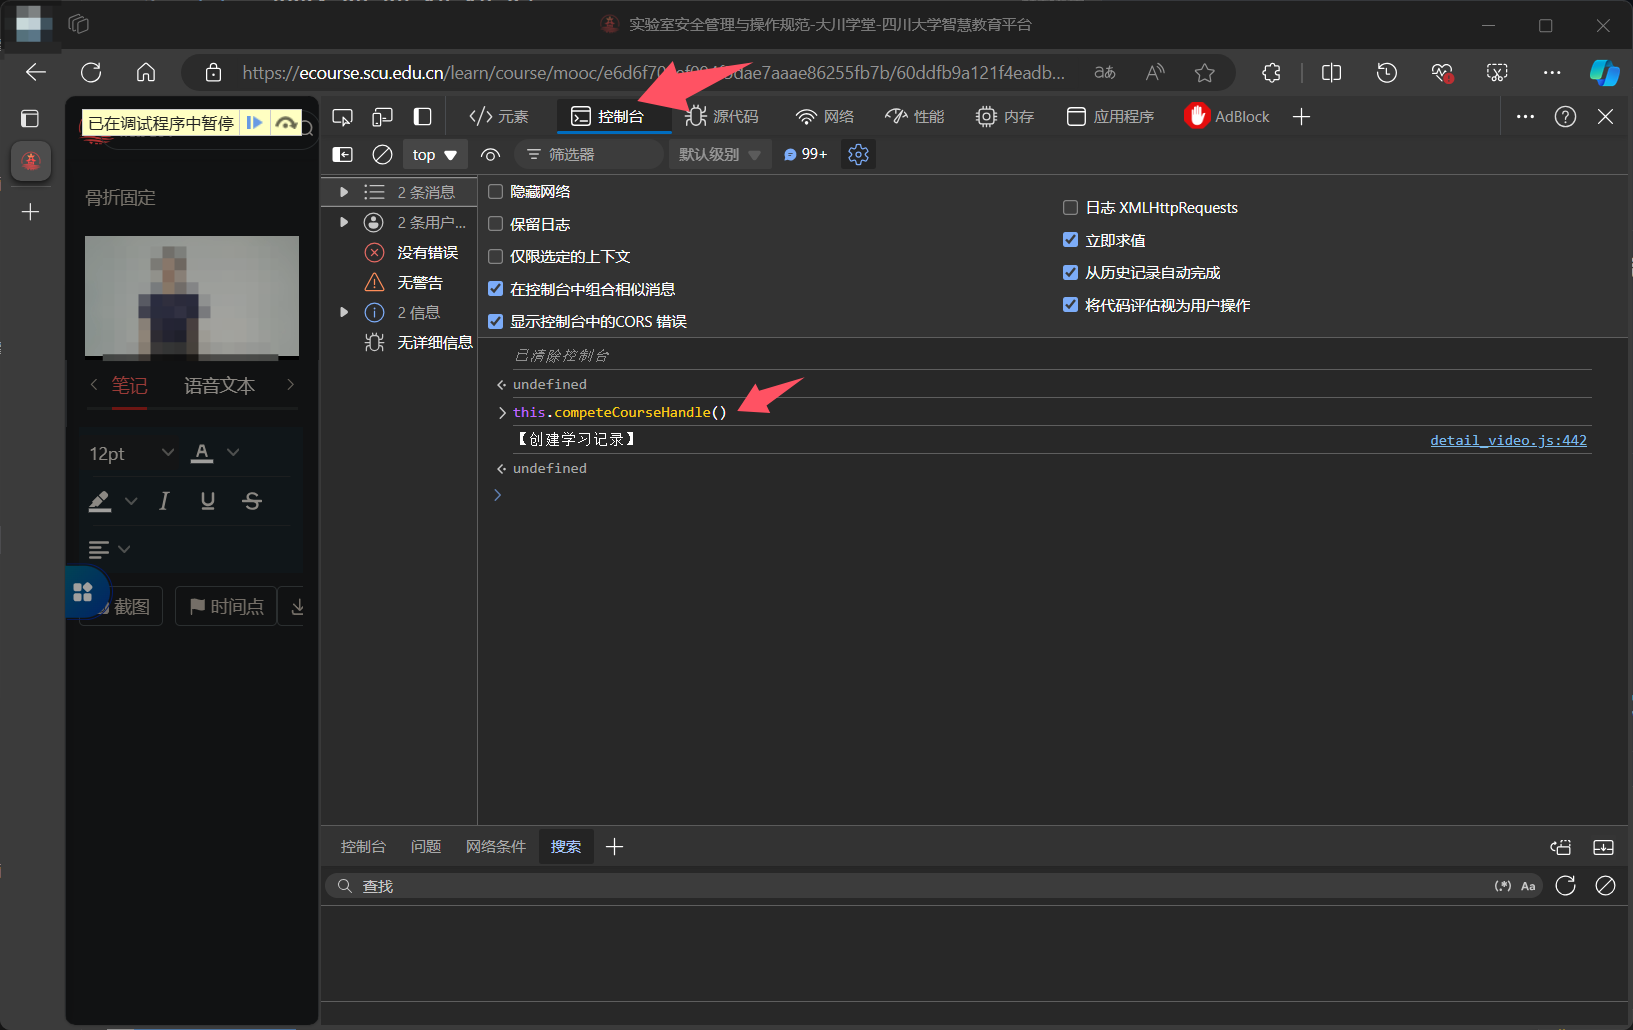 实验室安全管理与操作规范-大川学堂-四川大学智慧教育平台
https://ecourse.scu.edu.cn/learn/course/mooc/e6d6f70
dae7aaae86255fb7b/60ddfb9a121f4eadb...
已在调试程序中暂停
元素
控制台
源代码
网络
性能
内存
应用程序
AdBlock
top
筛选器
默认级别
99+
骨折固定
笔记
语音文本
12pt
A
I
U
S
截图
时间点
2 条消息
2 条用户...
没有错误
无警告
2 信息
无详细信息
隐藏网络
保留日志
仅限选定的上下文
在控制台中组合相似消息
显示控制台中的CORS 错误
日志 XMLHttpRequests
立即求值
从历史记录自动完成
将代码评估视为用户操作
已清除控制台
undefined
this.competeCourseHandle()
【创建学习记录】
detail_video.js:442
undefined
控制台
问题
网络条件
搜索
查找
(.*)
Aa